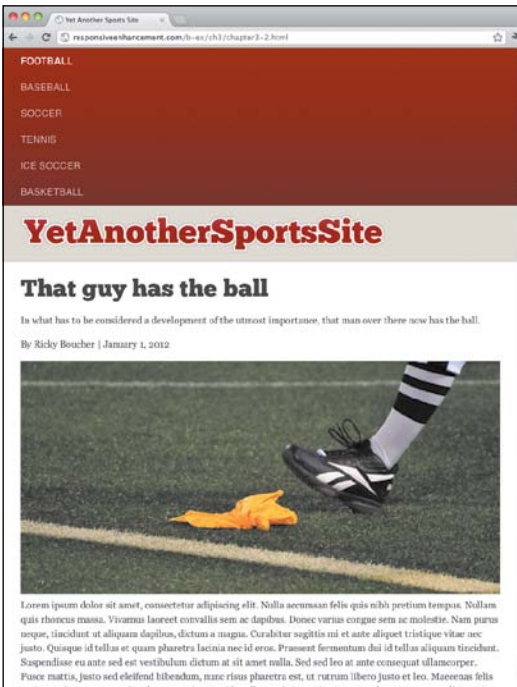 Yet Another Sports Site
responsiveenhancement.com/b-ex/ch3/chapter3-2.html
FOOTBALL
BASEBALL
SOCCER
TENNIS
ICE SOCCER
BASKETBALL
YetAnotherSportsSite
That guy has the ball
In what has to be considered a development of the utmost importance, that man over there now has the ball.
By Ricky Boucher | January 1, 2012
Lorem ipsum dolor sit amet, consectetur adipiscing elit. Nulla accumsan felis quis nibh pretium tempus. Nullam
quis rhoncus massa. Vivamus laoreet convallis sem ac dapibus. Donec varius congue sem ac molestie. Nam purus
neque, tincidunt ut aliquam dapibus, dictum a magna. Curabitur sagittis mi et ante aliquet tristique vitae nec
justo. Quisque id tellus et quam pharetra lacinia nec id eros. Praesent fermentum dui id tellus aliquam tincidunt.
Suspendisse eu ante sed est vestibulum dictum at sit amet nulla. Sed sed leo at ante consequat ullamcorper.
Fusce mattis, justo sed eleifend bibendum, nunc risus pharetra est, ut rutrum libero justo et leo. Maecenas felis